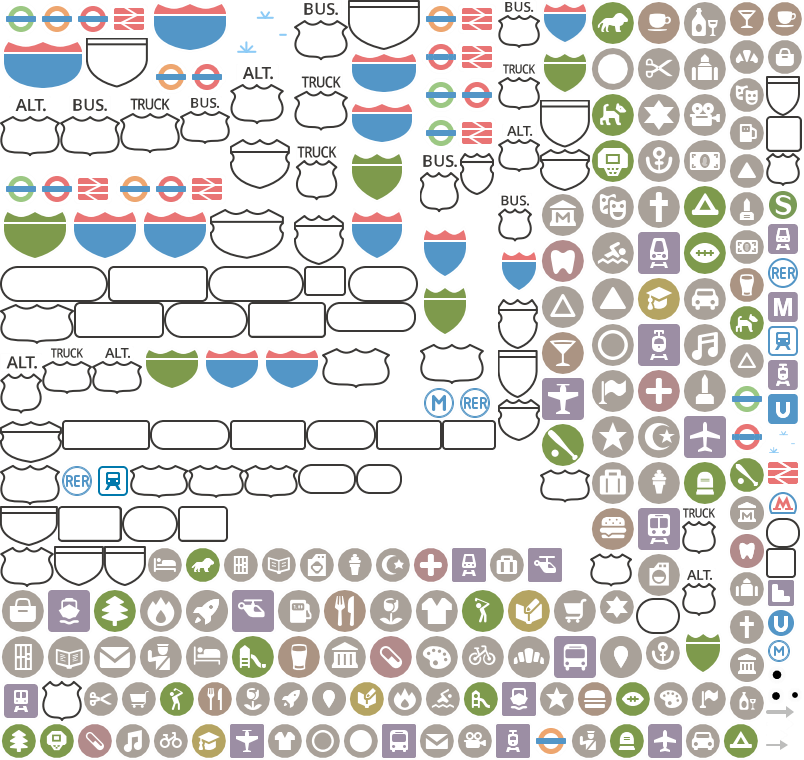 BUS.
BUS.
ALT.
TRUCK
TRUCK
ALT.
BUS.
TRUCK
BUS.
ALT.
TRUCK
BUS.
BUS.
S
RER
M
ALT.
TRUCK
ALT.
M
RER
U
RER
TRUCK
M
ALT.
U
M